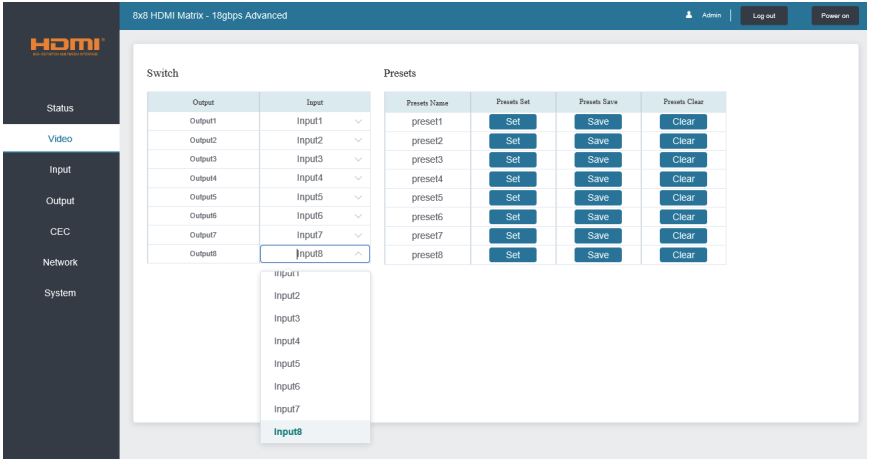 8x8 HDMI Matrix - 18gbps Advanced
Admin
Log out
Power on
HDMI
Status
Video
Input
Output
CEC
Network
System
Switch
Presets
Output Input
Presets Name Presets Set Presets Save Presets Clear
Output1 Input1
preset1 Set Save Clear
Output2 Input2
preset2 Set Save Clear
Output3 Input3
preset3 Set Save Clear
Output4 Input4
preset4 Set Save Clear
Output5 Input5
preset5 Set Save Clear
Output6 Input6
preset6 Set Save Clear
Output7 Input7
preset7 Set Save Clear
Output8 Input8
preset8 Set Save Clear
Input1
Input2
Input3
Input4
Input5
Input6
Input7
Input8